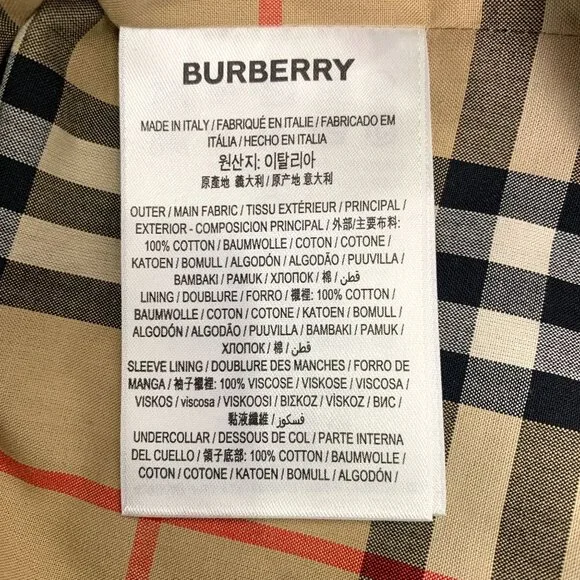 BURBERRY
MADE IN ITALY / FABRIQUÉ EN ITALIE / FABRICADO EM
ITÁLIA / HECHO EN ITALIA
원산지: 이탈리아
原產地 義大利 / 原产地 意大利
OUTER / MAIN FABRIC / TISSU EXTÉRIEUR / PRINCIPAL /
EXTERIOR - COMPOSICION PRINCIPAL / 外部/主要布料:
100% COTTON / BAUMWOLLE / COTON / COTONE /
KATOEN / BOMULL / ALGODÓN / ALGODÃO / PUUVILLA /
BAMBAKI / PAMUK / ХЛОПОК / 棉 / قطن /
LINING / DOUBLURE / FORRO / 襯裡: 100% COTTON /
BAUMWOLLE / COTON / COTONE / KATOEN / BOMULL /
ALGODÓN / ALGODÃO / PUUVILLA / BAMBAKI / PAMUK /
ХЛОПОК / 棉 / قطن /
SLEEVE LINING / DOUBLURE DES MANCHES / FORRO DE
MANGA / 袖子襯裡: 100% VISCOSE / VISKOSE / VISCOSA /
VISKOS / viscosa / VISKOOSI / ΒΙΣΚΟΖ / VİSKOZ / ВИС /
黏液纖維 / فسكوز /
UNDERCOLLAR / DESSOUS DE COL / PARTE INTERNA
DEL CUELLO / 領子底部: 100% COTTON / BAUMWOLLE /
COTON / COTONE / KATOEN / BOMULL / ALGODÓN /